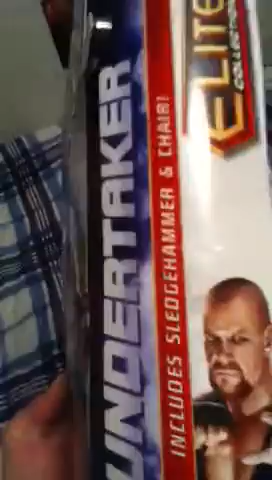 ELITE
COLLECTION
UNDERTAKER
INCLUDES SLEDGEHAMMER & CHAIR!